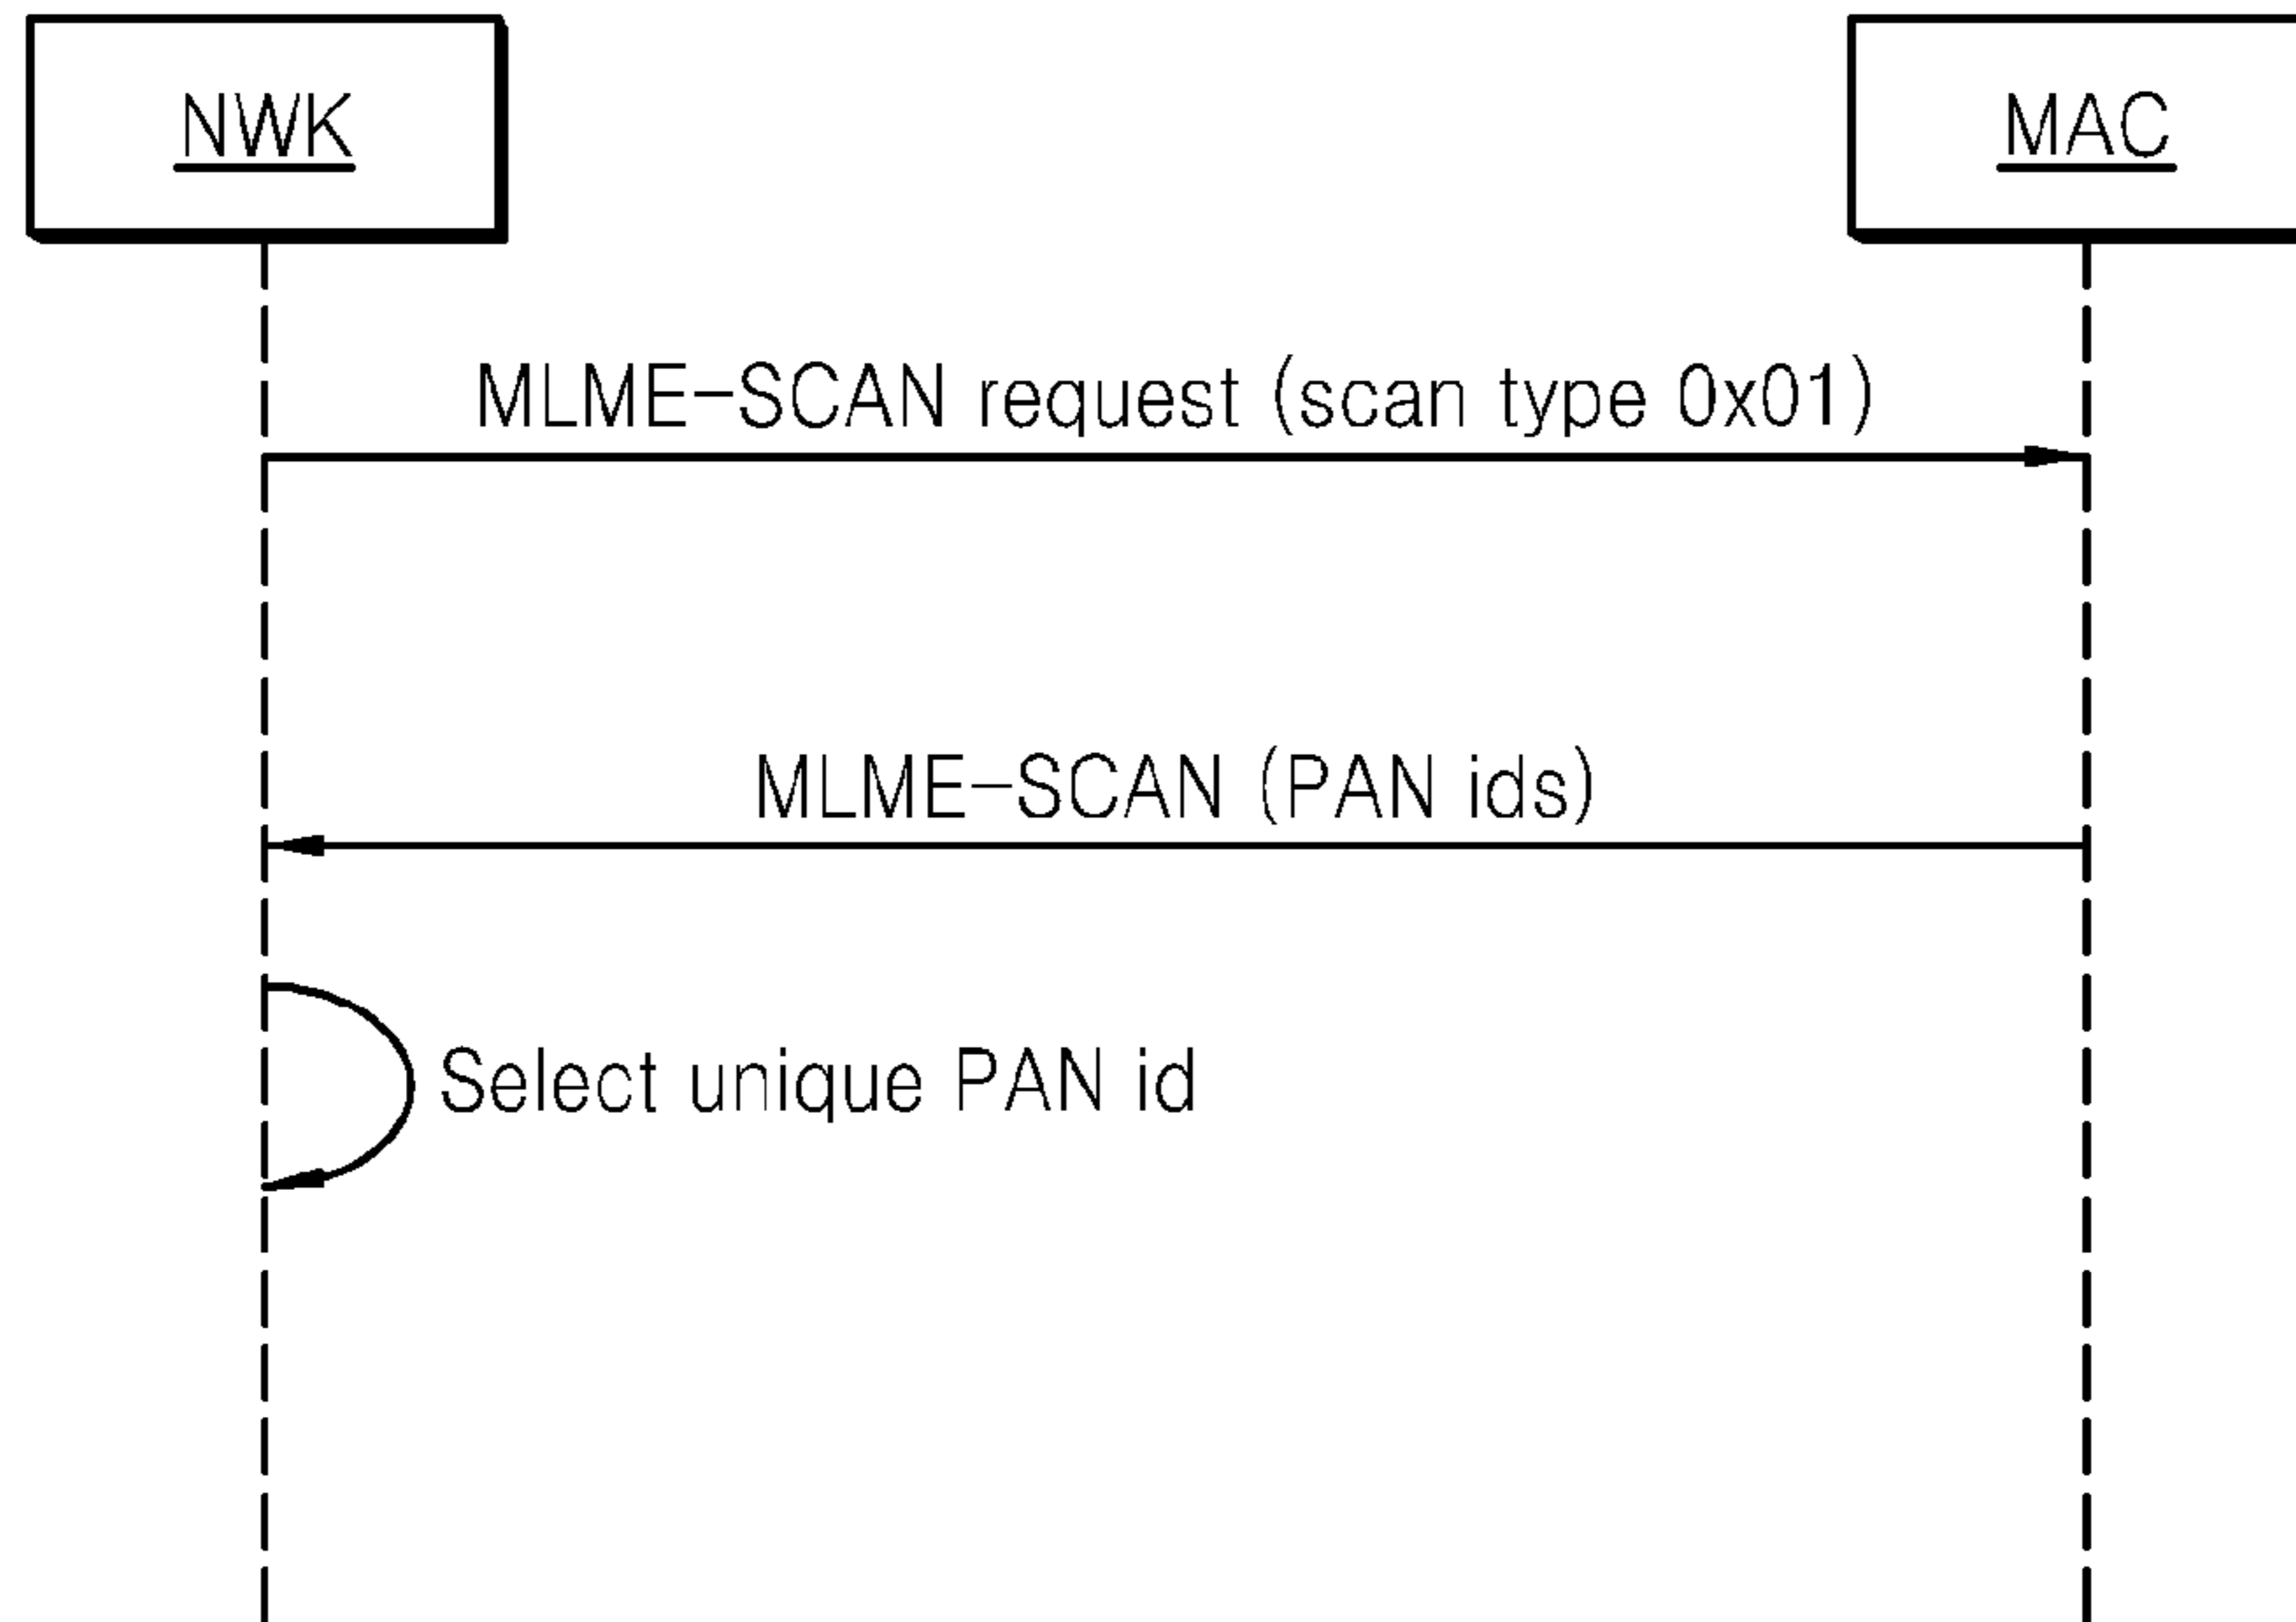 NWK
MAC
MLME-SCAN request (scan type 0x01)
MLME-SCAN (PAN ids)
Select unique PAN id